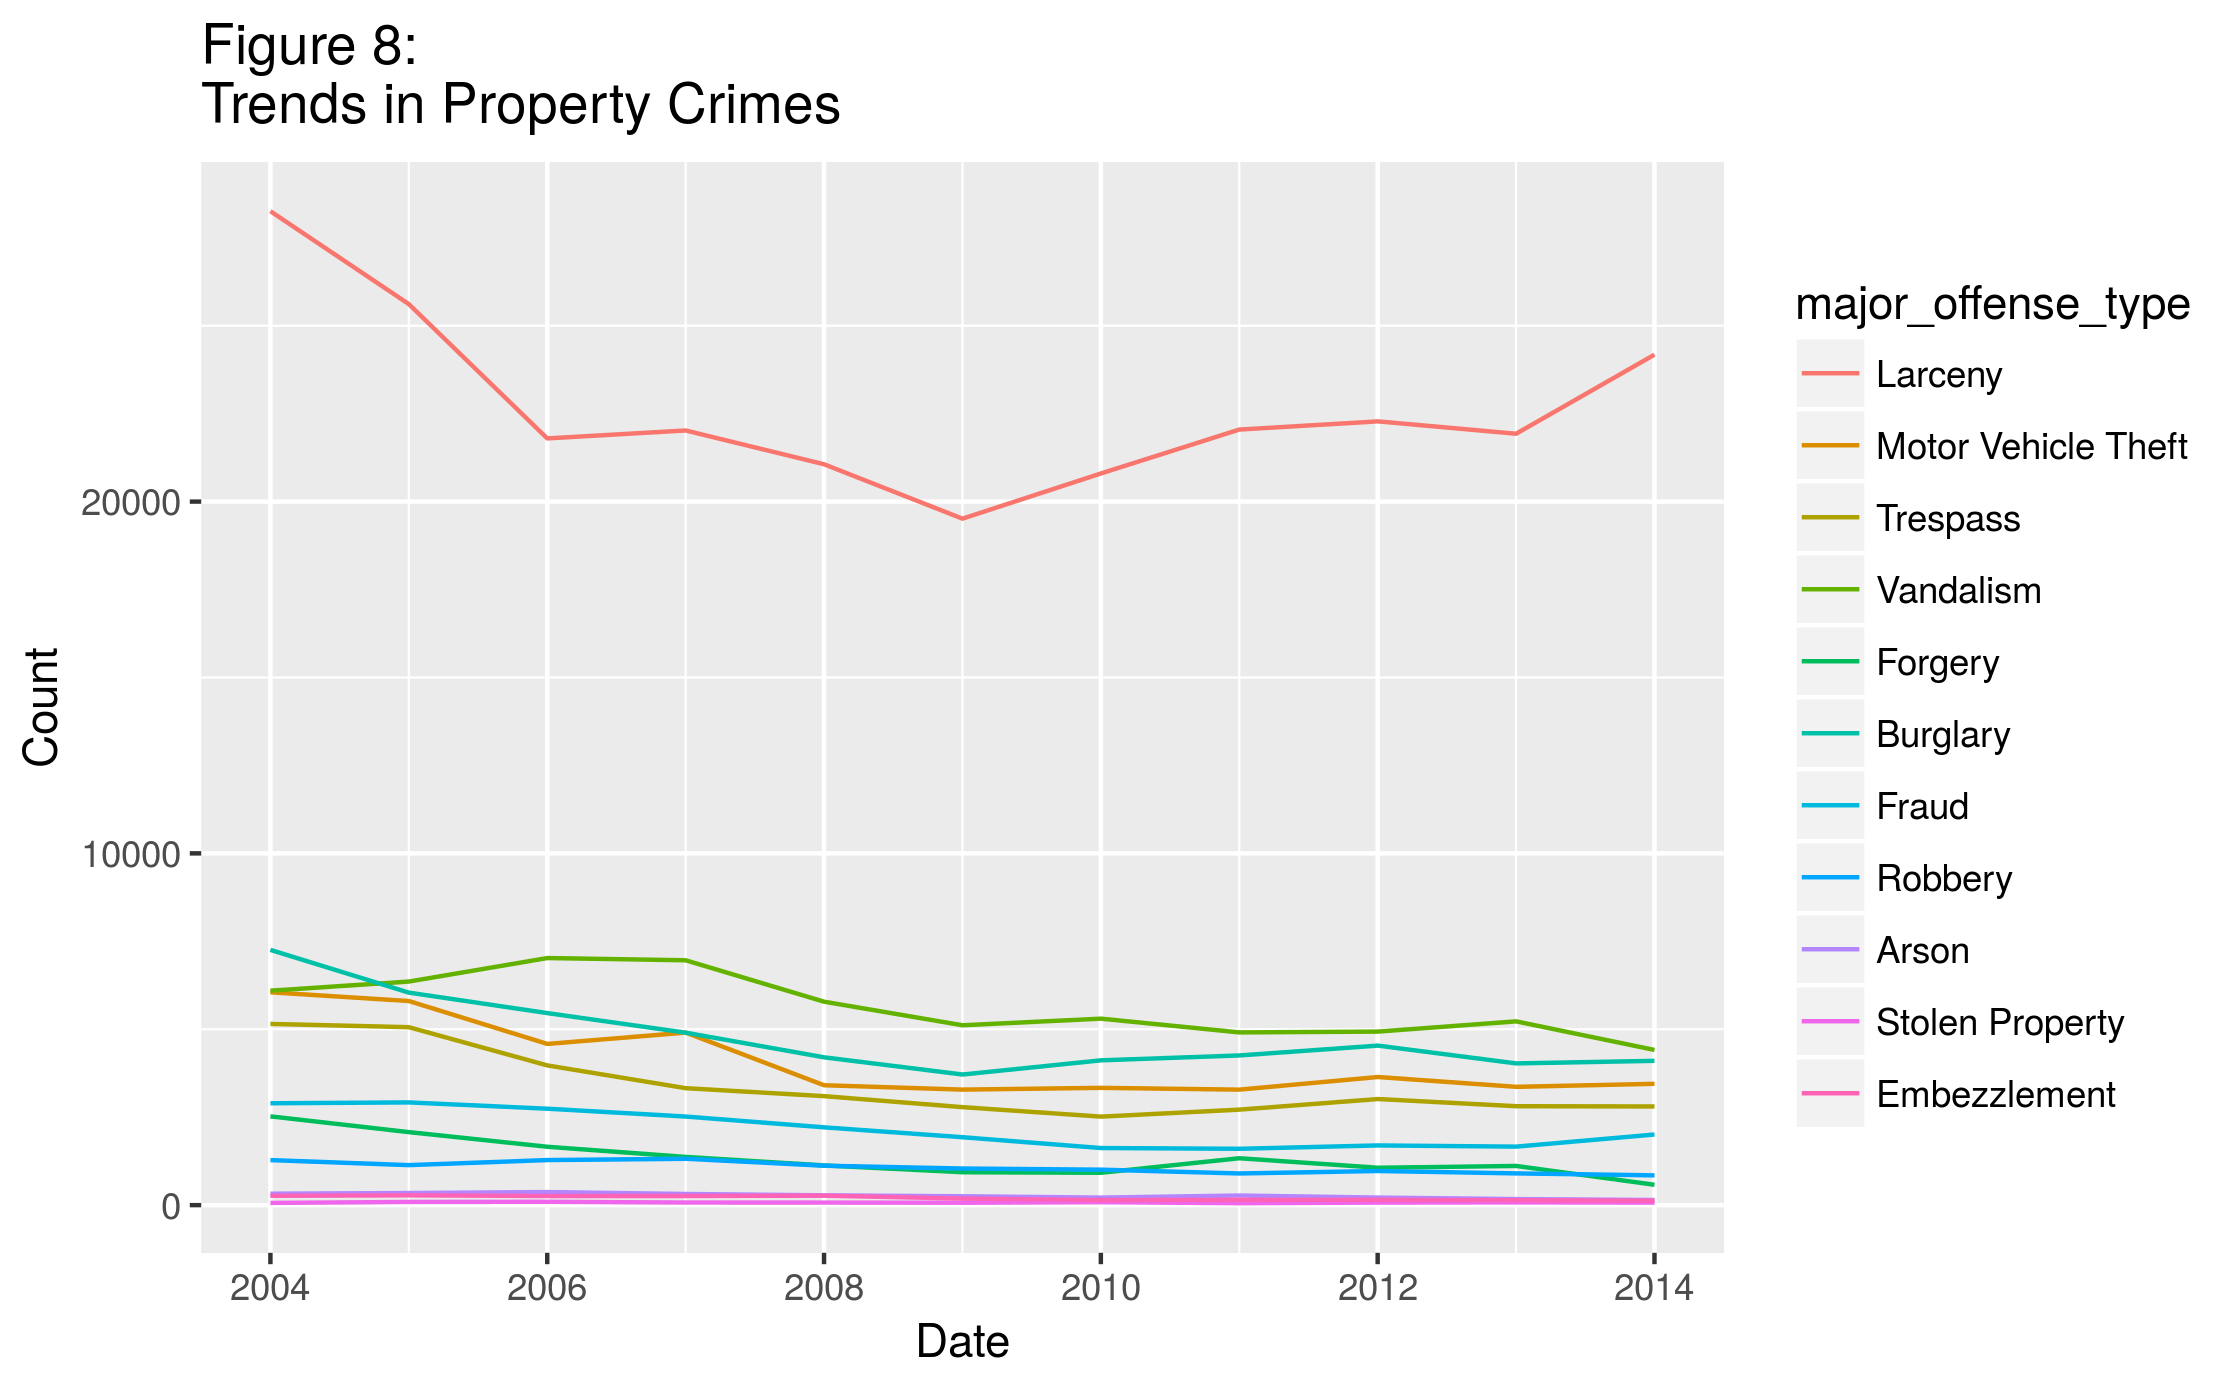 Figure 8:
Trends in Property Crimes
Count
20000
10000
0
2004 2006 2008 2010 2012 2014
Date
major_offense_type
Larceny
Motor Vehicle Theft
Trespass
Vandalism
Forgery
Burglary
Fraud
Robbery
Arson
Stolen Property
Embezzlement